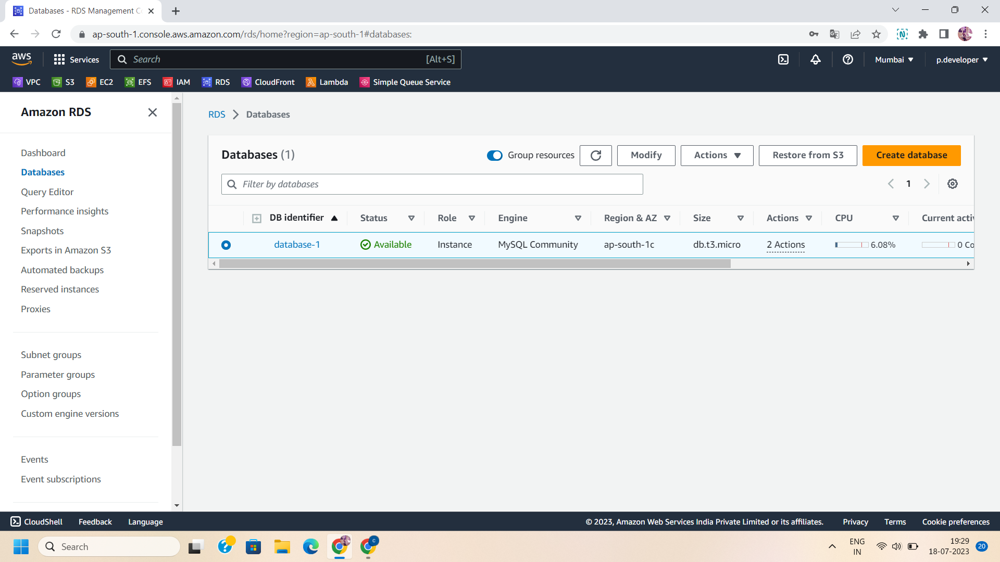 Databases - RDS Management C
ap-south-1.console.aws.amazon.com/rds/home?region=ap-south-1#databases:
aws
Services
Search
[Alt+S]
Mumbai
p.developer
VPC
S3
EC2
EFS
IAM
RDS
CloudFront
Lambda
Simple Queue Service
Amazon RDS
Dashboard
Databases
Query Editor
Performance insights
Snapshots
Exports in Amazon S3
Automated backups
Reserved instances
Proxies
Subnet groups
Parameter groups
Option groups
Custom engine versions
Events
Event subscriptions
RDS > Databases
Databases (1)
Group resources
Modify
Actions
Restore from S3
Create database
Filter by databases
1
DB identifier Status Role Engine Region & AZ Size Actions CPU Current activ
database-1 Available Instance MySQL Community ap-south-1c db.t3.micro 2 Actions 6.08% 0 Co
CloudShell
Feedback
Language
© 2023, Amazon Web Services India Private Limited or its affiliates.
Privacy
Terms
Cookie preferences
Search
ENG
IN
19:29
18-07-2023
20